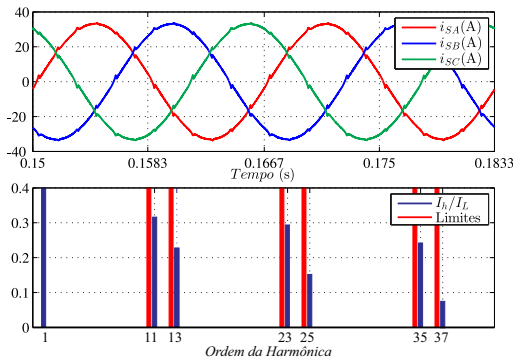 40
20
0
-20
-40
i_SA(A)
i_SB(A)
i_SC(A)
0.15 0.1583 0.1667 0.175 0.1833
Tempo (s)
0.4
0.3
0.2
0.1
0
I_h/I_L
Limites
1 11 13 23 25 35 37
Ordem da Harmônica